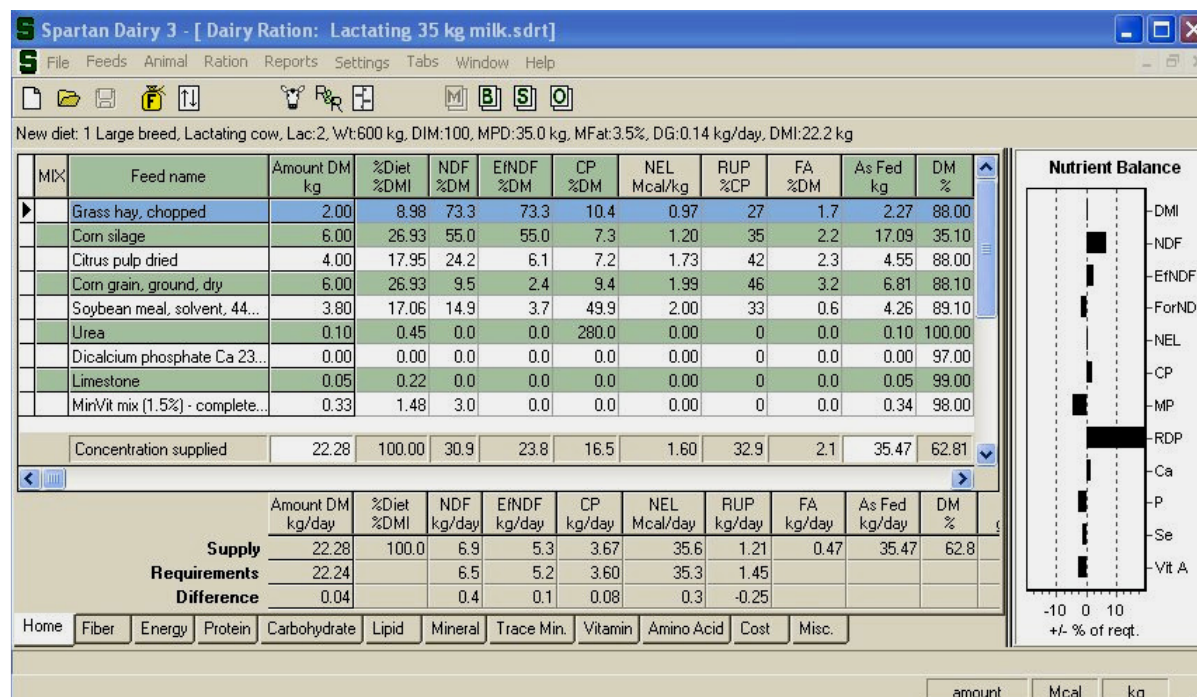 Spartan Dairy 3 - [ Dairy Ration: Lactating 35 kg milk.sdrt]
File Feeds Animal Ration Reports Settings Tabs Window Help
New diet: 1 Large breed, Lactating cow, Lac:2, Wt:600 kg, DIM:100, MPD:35.0 kg, MFat:3.5%, DG:0.14 kg/day, DMI:22.2 kg
MIX Feed name Amount DM kg %Diet %DMI NDF %DM EfNDF %DM CP %DM NEL Mcal/kg RUP %CP FA %DM As Fed kg DM %
Grass hay, chopped 2.00 8.98 73.3 73.3 10.4 0.97 27 1.7 2.27 88.00
Corn silage 6.00 26.93 55.0 55.0 7.3 1.20 35 2.2 17.09 35.10
Citrus pulp dried 4.00 17.95 24.2 6.1 7.2 1.73 42 2.3 4.55 88.00
Corn grain, ground, dry 6.00 26.93 9.5 2.4 9.4 1.99 46 3.2 6.81 88.10
Soybean meal, solvent, 44... 3.80 17.06 14.9 3.7 49.9 2.00 33 0.6 4.26 89.10
Urea 0.10 0.45 0.0 0.0 280.0 0.00 0 0.0 0.10 100.00
Dicalcium phosphate Ca 23... 0.00 0.00 0.0 0.0 0.0 0.00 0 0.0 0.00 97.00
Limestone 0.05 0.22 0.0 0.0 0.0 0.00 0 0.0 0.05 99.00
MinVit mix (1.5%) - complete... 0.33 1.48 3.0 0.0 0.0 0.00 0 0.0 0.34 98.00
Concentration supplied 22.28 100.00 30.9 23.8 16.5 1.60 32.9 2.1 35.47 62.81
Amount DM kg/day %Diet %DMI NDF kg/day EfNDF kg/day CP kg/day NEL Mcal/day RUP kg/day FA kg/day As Fed kg/day DM %
Supply 22.28 100.0 6.9 5.3 3.67 35.6 1.21 0.47 35.47 62.8
Requirements 22.24 6.5 5.2 3.60 35.3 1.45
Difference 0.04 0.4 0.1 0.08 0.3 -0.25
Home Fiber Energy Protein Carbohydrate Lipid Mineral Trace Min. Vitamin Amino Acid Cost Misc.
Nutrient Balance
DMI
NDF
EfNDF
ForND
NEL
CP
MP
RDP
Ca
P
Se
Vit A
-10 0 10
+/- % of reqt.
amount Mcal kg